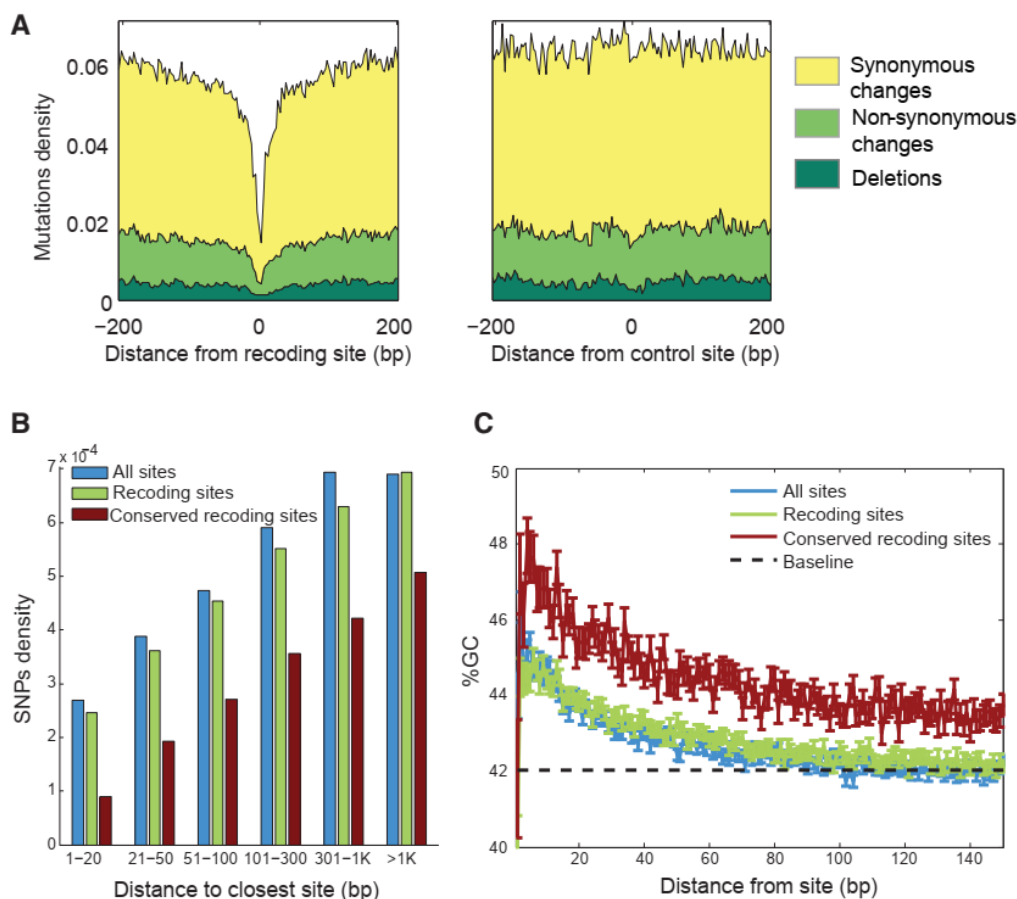 A
Mutations density
0.06
0.04
0.02
0
−200
0
200
Distance from recoding site (bp)
−200
0
200
Distance from control site (bp)
Synonymous
changes
Non-synonymous
changes
Deletions
B
7 x 10-4
6
5
4
3
2
1
0
SNPs density
All sites
Recoding sites
Conserved recoding sites
1−20
21−50
51−100
101−300
301−1K
>1K
Distance to closest site (bp)
C
50
48
46
44
42
40
%GC
All sites
Recoding sites
Conserved recoding sites
Baseline
20
40
60
80
100
120
140
Distance from site (bp)